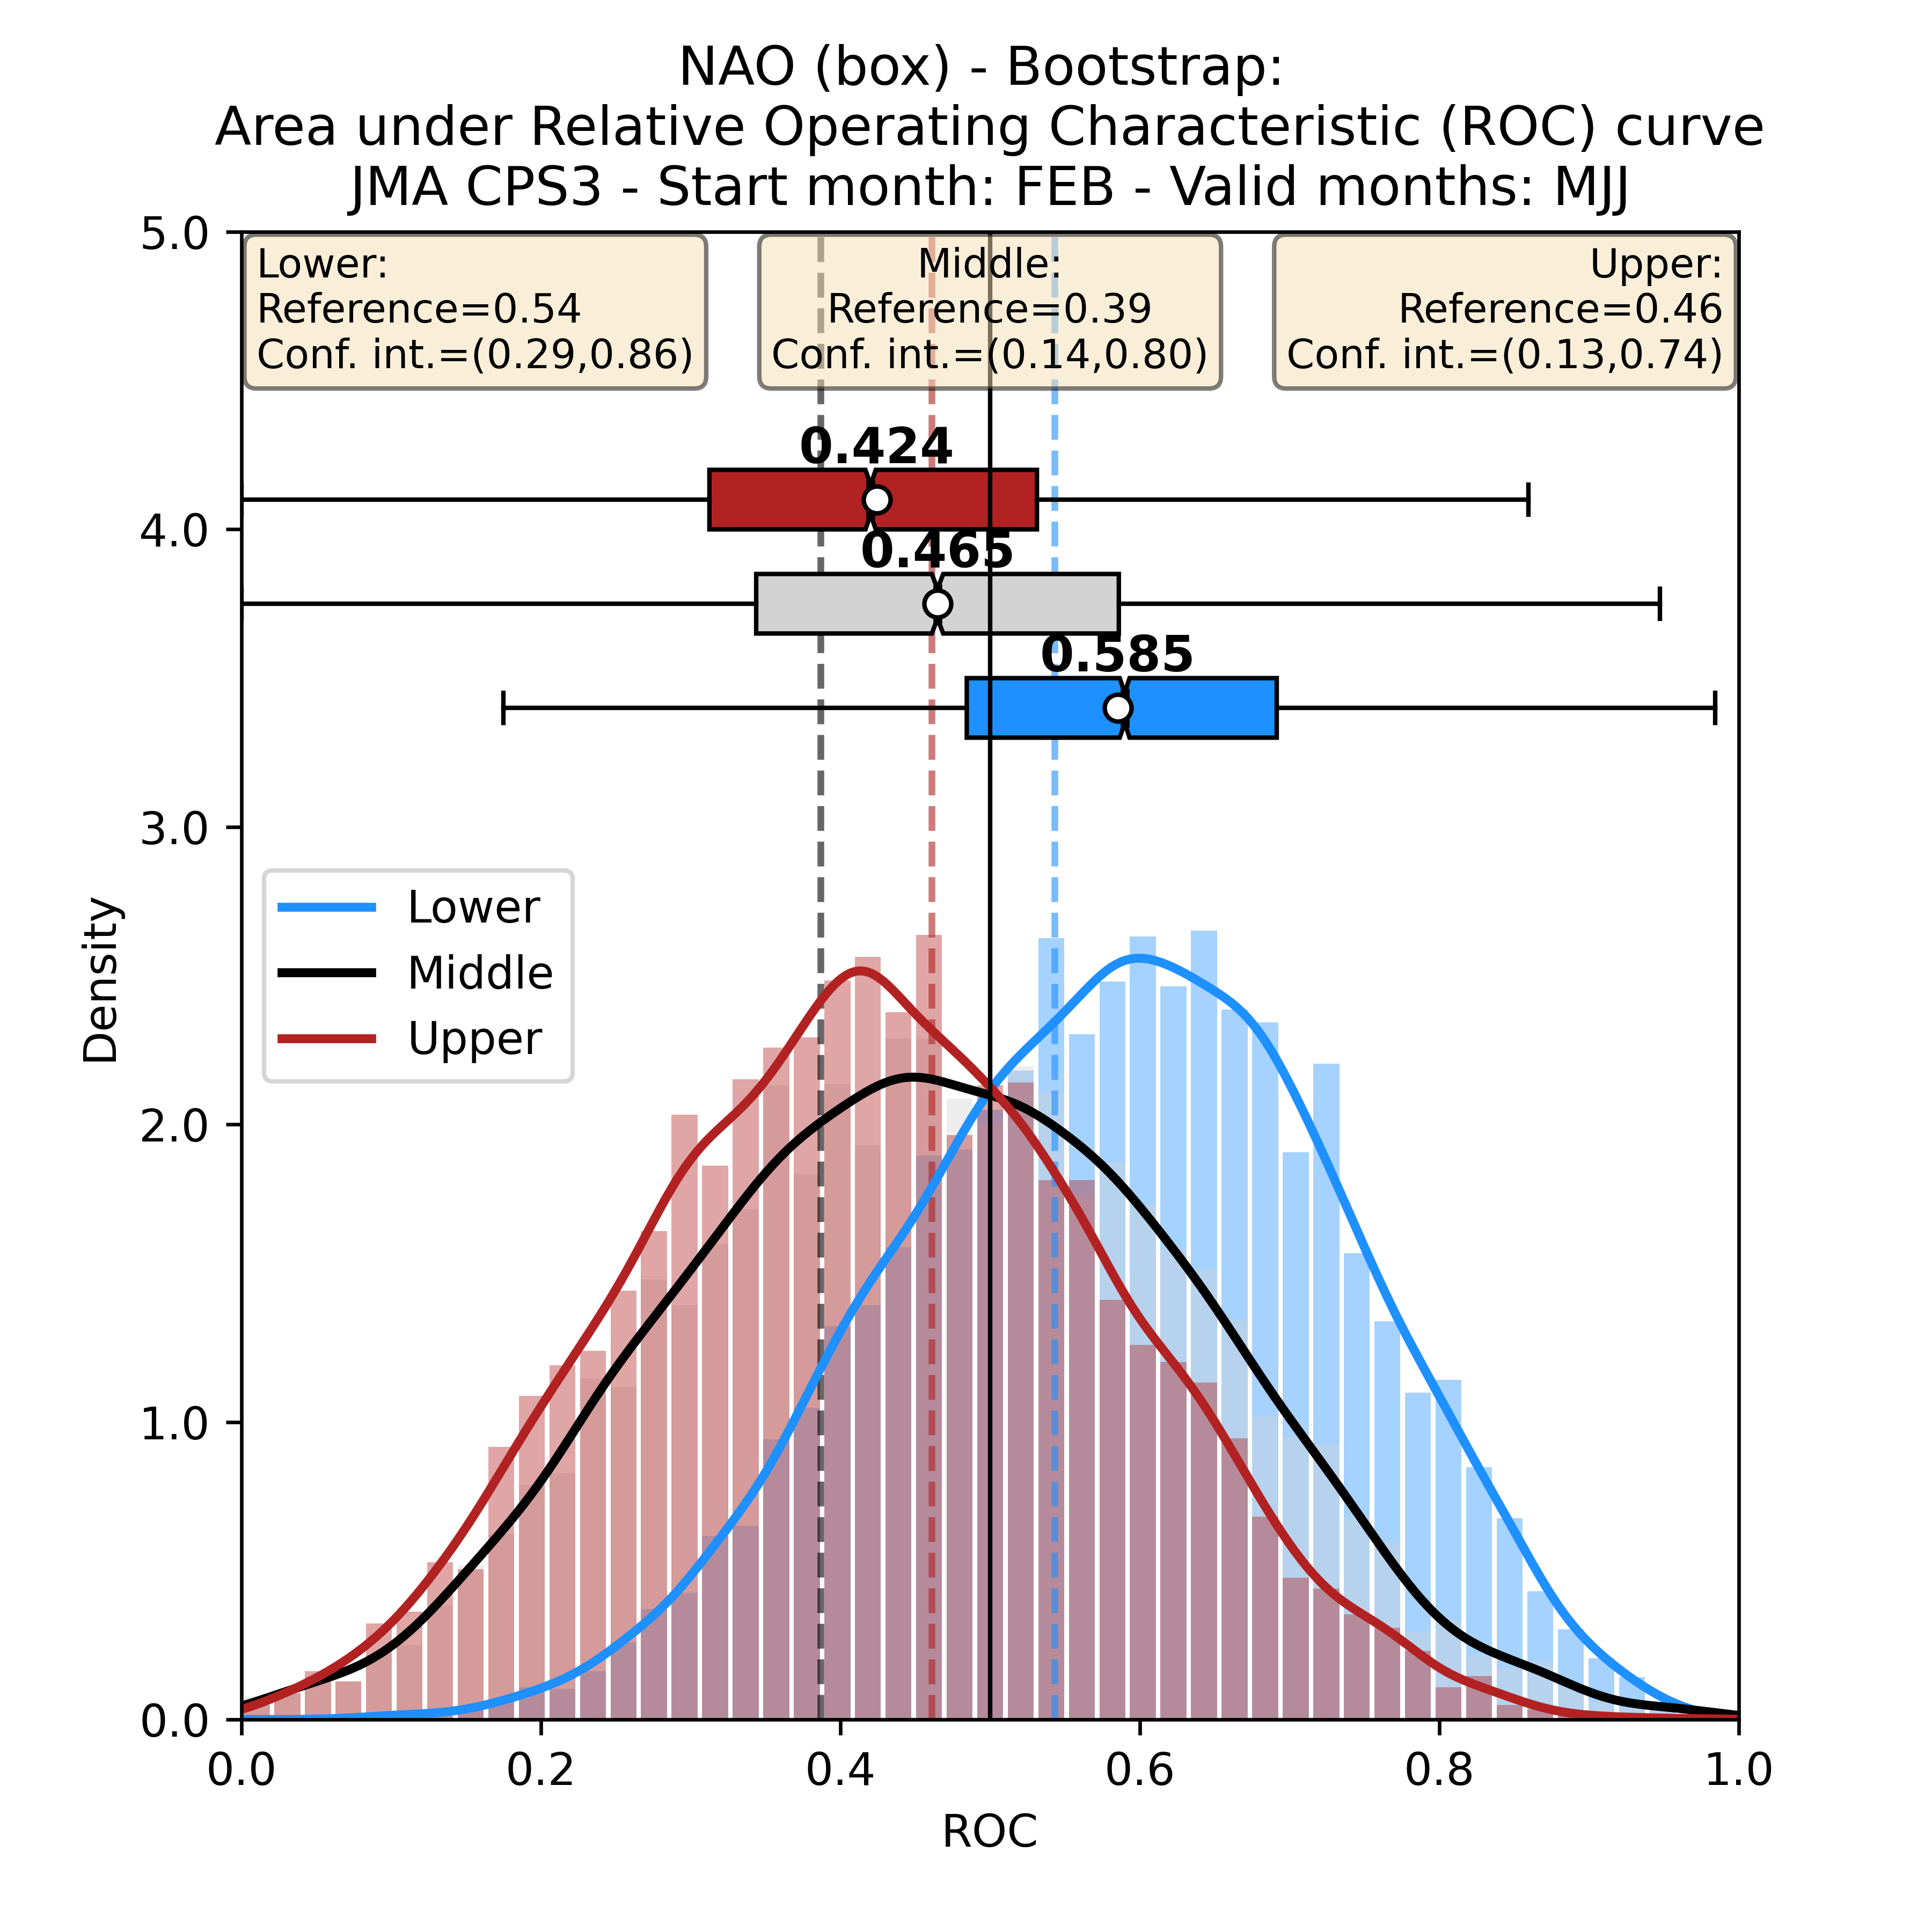 NAO (box) - Bootstrap:
Area under Relative Operating Characteristic (ROC) curve
JMA CPS3 - Start month: FEB - Valid months: MJJ
5.0
Lower:
Reference=0.54
Conf. int.=(0.29,0.86)
Middle:
Reference=0.39
Conf. int.=(0.14,0.80)
Upper:
Reference=0.46
Conf. int.=(0.13,0.74)
0.424
4.0
0.465
0.585
3.0
Lower
Middle
Upper
Density
2.0
1.0
0.0
0.0
0.2
0.4
0.6
0.8
1.0
ROC